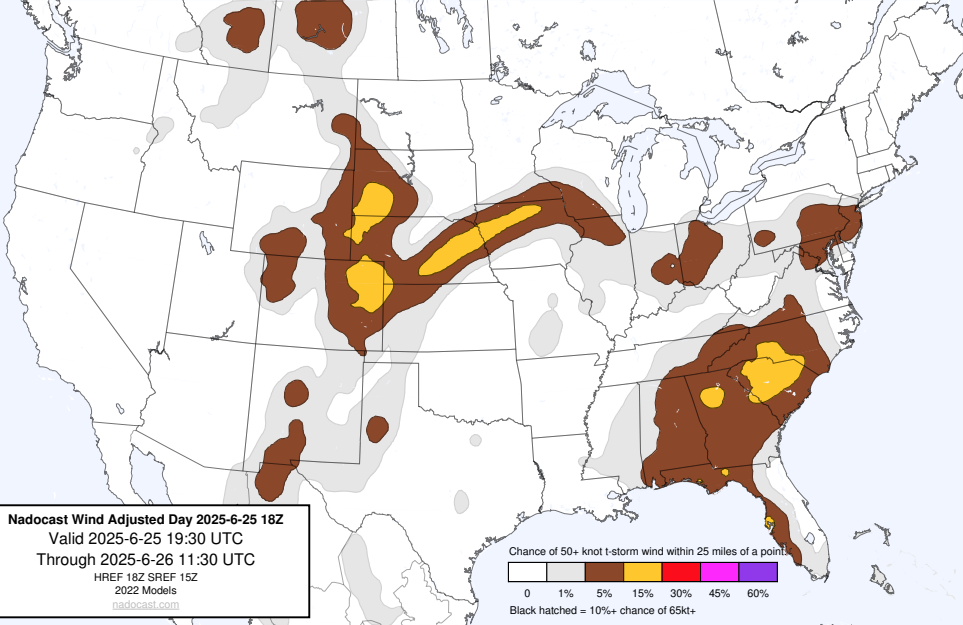 Nadocast Wind Adjusted Day 2025-6-25 18Z
Valid 2025-6-25 19:30 UTC
Through 2025-6-26 11:30 UTC
HREF 18Z SREF 15Z
2022 Models
nadocast.com
Chance of 50+ knot t-storm wind within 25 miles of a point.
0 1% 5% 15% 30% 45% 60%
Black hatched = 10%+ chance of 65kt+